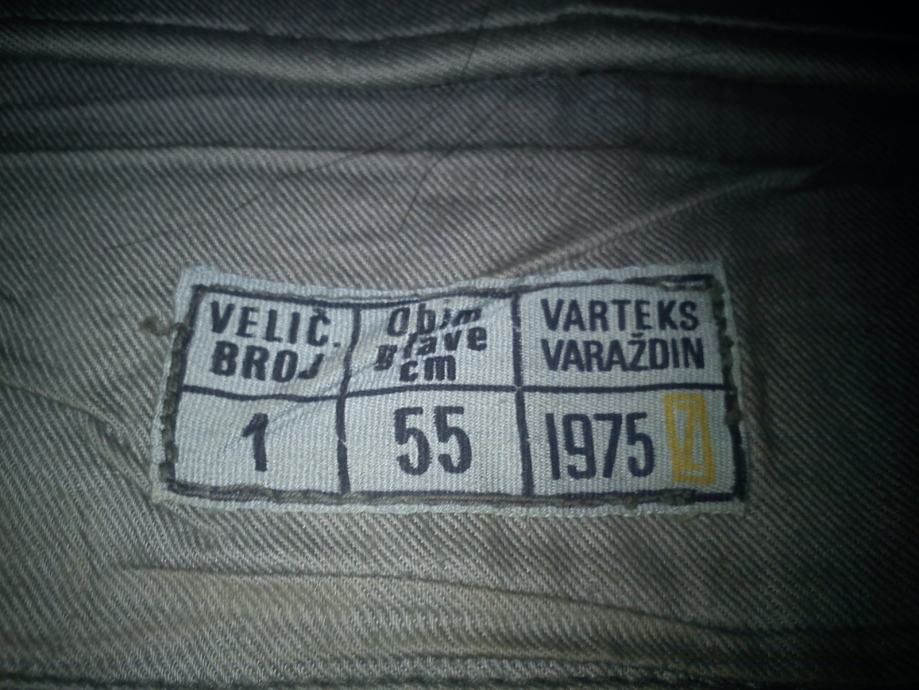 VELIČ.
BROJ
1
Obim
glave
cm
55
VARTEKS
VARAŽDIN
1975